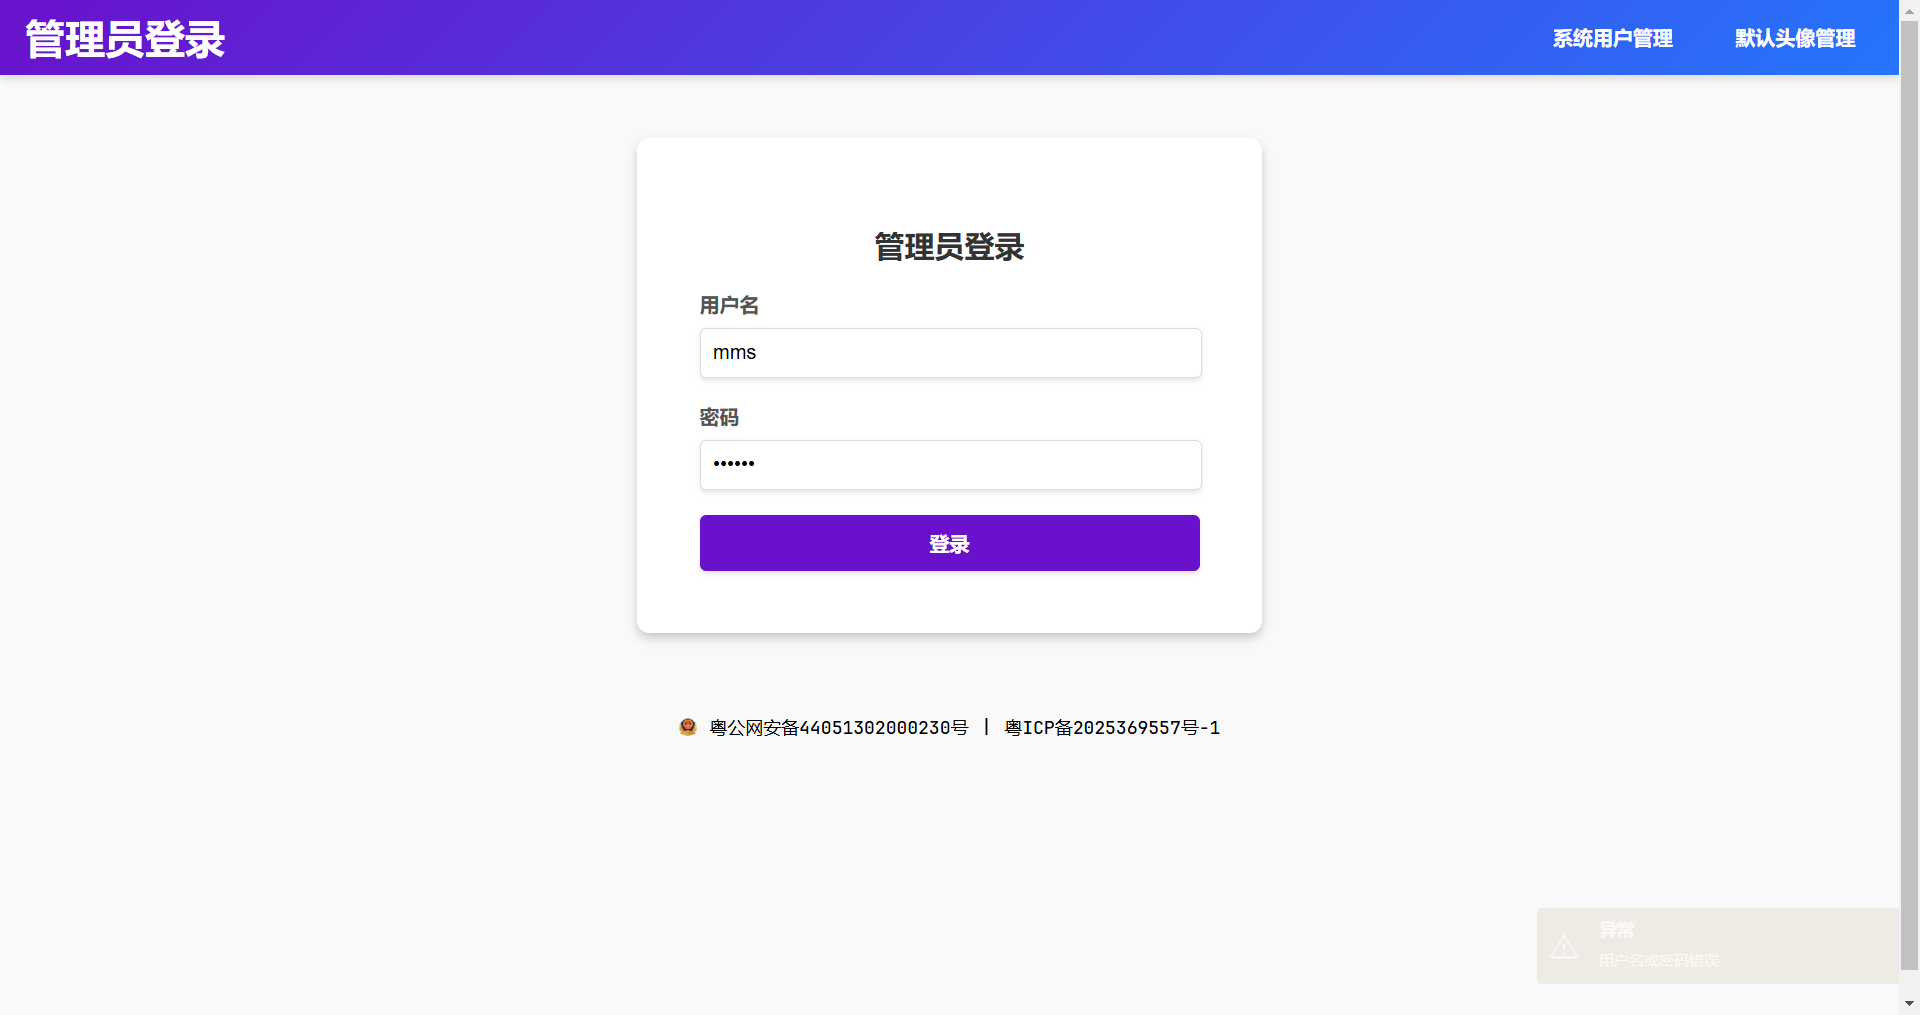 管理员登录
系统用户管理 默认头像管理
管理员登录
用户名
mms
密码
••••••
登录
粤公网安备44051302000230号 | 粤ICP备2025369557号-1
异常
用户名或密码错误